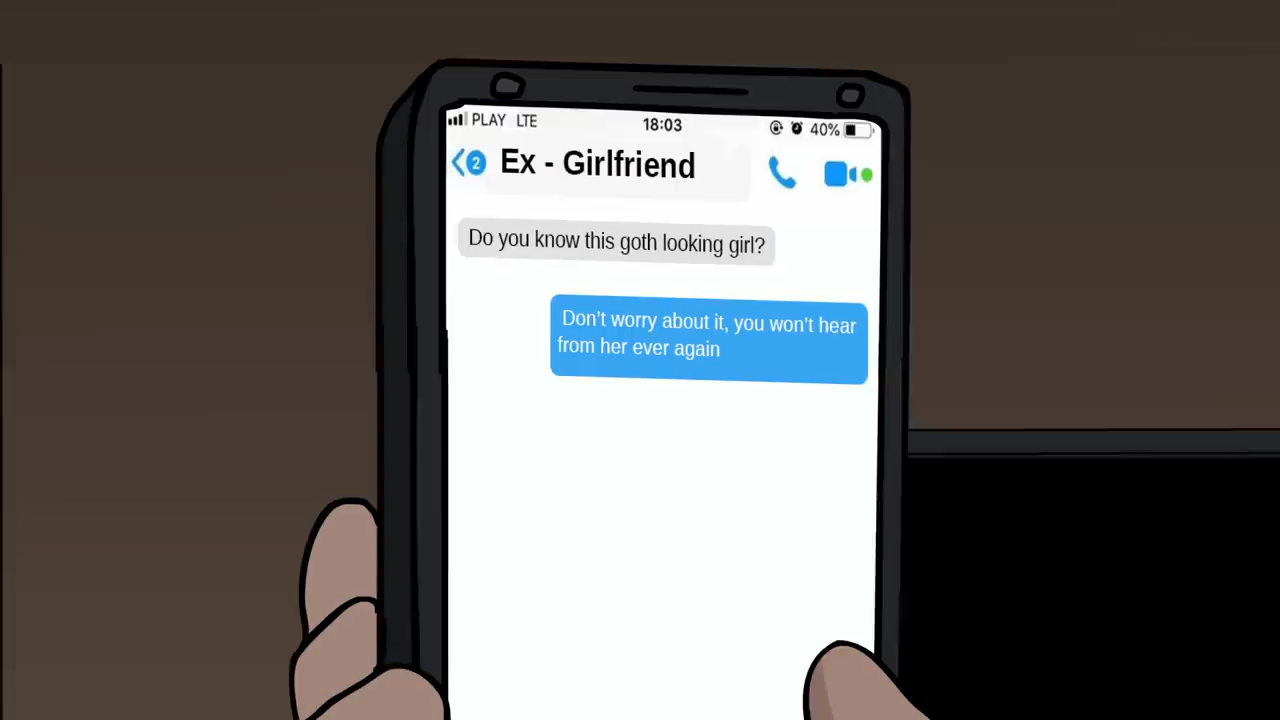 PLAY LTE 18:03 40%
2 Ex - Girlfriend
Do you know this goth looking girl?
Don't worry about it, you won't hear
from her ever again